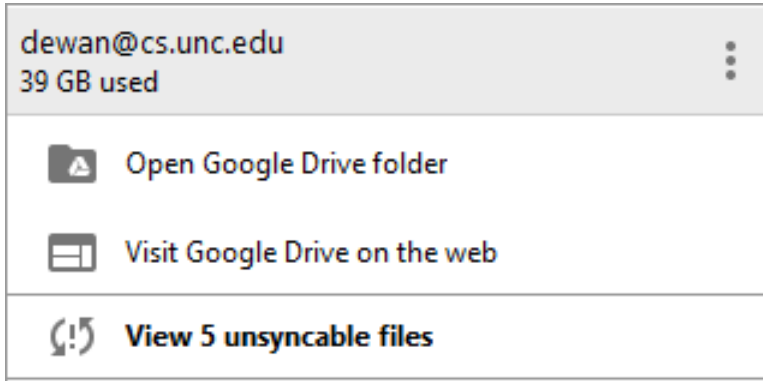 dewan@cs.unc.edu
39 GB used
Open Google Drive folder
Visit Google Drive on the web
View 5 unsyncable files